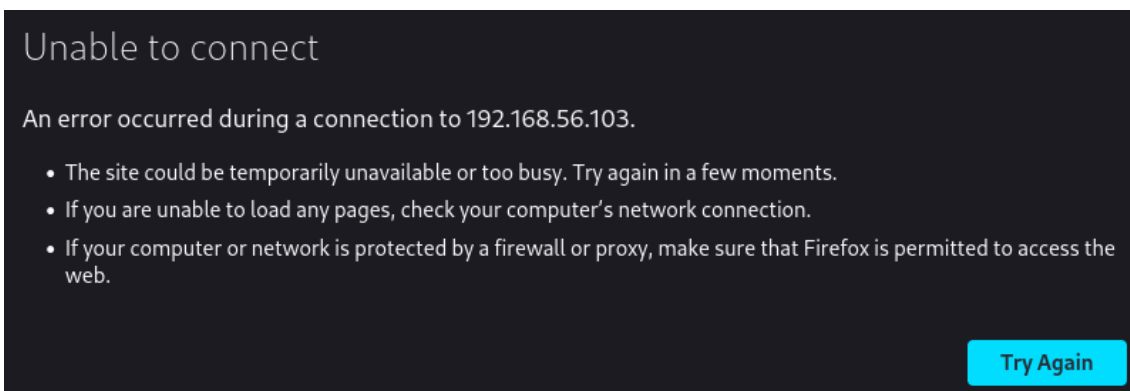 Unable to connect
An error occurred during a connection to 192.168.56.103.
• The site could be temporarily unavailable or too busy. Try again in a few moments.
• If you are unable to load any pages, check your computer’s network connection.
• If your computer or network is protected by a firewall or proxy, make sure that Firefox is permitted to access the
web.
Try Again